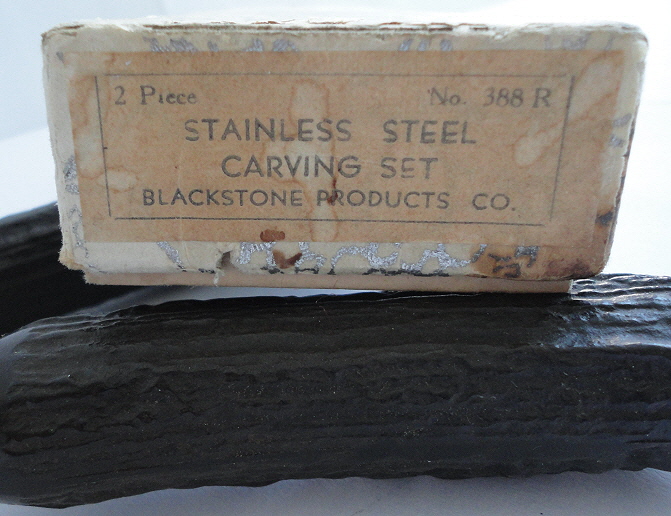 2 Piece No. 388 R
STAINLESS STEEL
CARVING SET
BLACKSTONE PRODUCTS CO.